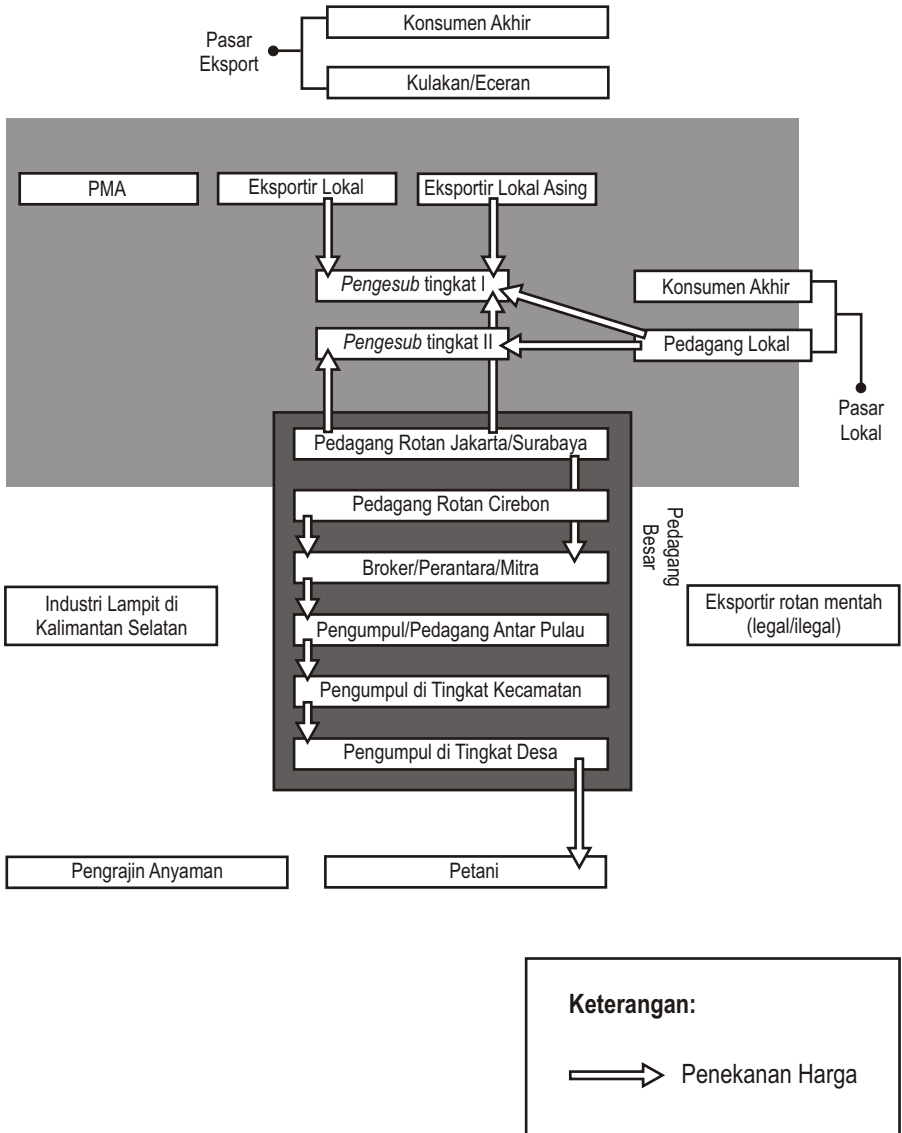 Konsumen Akhir
Pasar
Eksport
Kulakan/Eceran
PMA
Eksportir Lokal
Eksportir Lokal Asing
Pengesub tingkat I
Konsumen Akhir
Pengesub tingkat II
Pedagang Lokal
Pasar
Lokal
Pedagang Rotan Jakarta/Surabaya
Pedagang Rotan Cirebon
Pedagang
Besar
Broker/Perantara/Mitra
Industri Lampit di
Kalimantan Selatan
Eksportir rotan mentah
(legal/ilegal)
Pengumpul/Pedagang Antar Pulau
Pengumpul di Tingkat Kecamatan
Pengumpul di Tingkat Desa
Pengrajin Anyaman
Petani
Keterangan:
Penekanan Harga